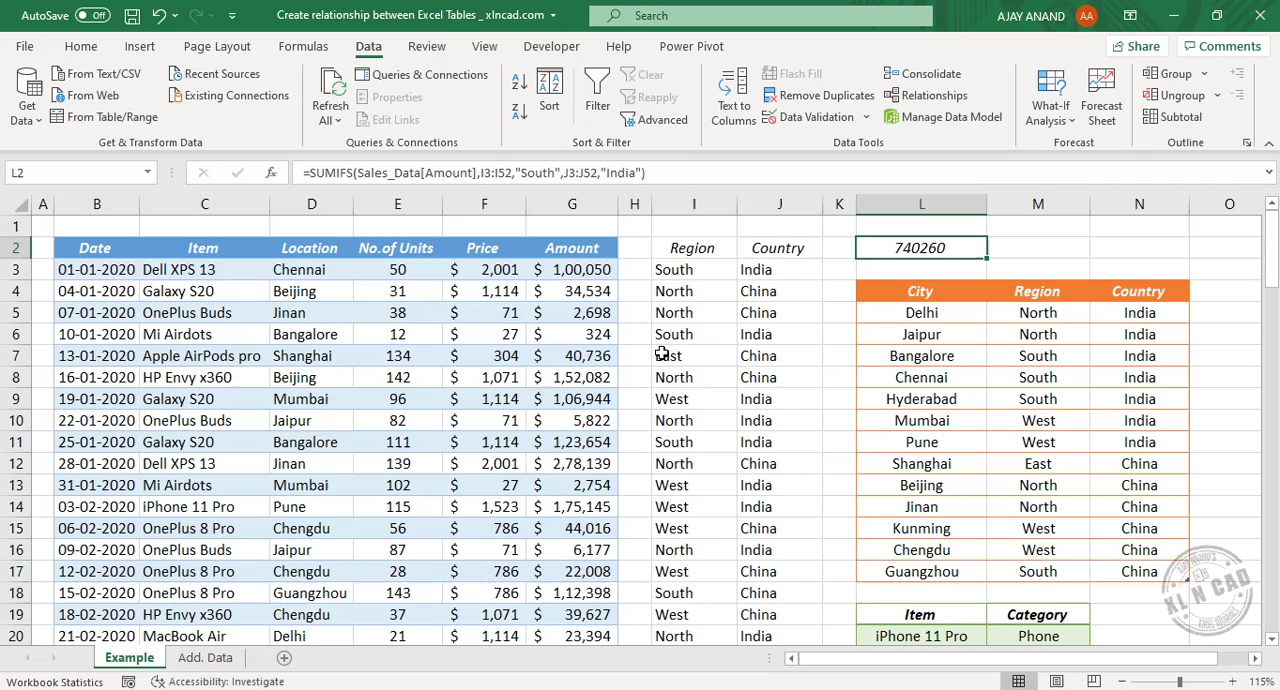 AutoSave Off Create relationship between Excel Tables _ xlncad.com Search AJAY ANAND AA
File Home Insert Page Layout Formulas Data Review View Developer Help Power Pivot Share Comments
Get Data From Text/CSV From Web From Table/Range Recent Sources Existing Connections
Get & Transform Data
Refresh All Queries & Connections Properties Edit Links
Queries & Connections
Sort Filter Clear Reapply Advanced
Sort & Filter
Text to Columns Flash Fill Remove Duplicates Data Validation Consolidate Relationships Manage Data Model
Data Tools
What-If Analysis Forecast Sheet
Forecast
Group Ungroup Subtotal
Outline
L2 fx =SUMIFS(Sales_Data[Amount],I3:I52,"South",J3:J52,"India")
A B C D E F G H I J K L M N O
1
2 Date Item Location No.of Units Price Amount Region Country 740260
3 01-01-2020 Dell XPS 13 Chennai 50 $ 2,001 $ 1,00,050 South India
4 04-01-2020 Galaxy S20 Beijing 31 $ 1,114 $ 34,534 North China City Region Country
5 07-01-2020 OnePlus Buds Jinan 38 $ 71 $ 2,698 North China Delhi North India
6 10-01-2020 Mi Airdots Bangalore 12 $ 27 $ 324 South India Jaipur North India
7 13-01-2020 Apple AirPods pro Shanghai 134 $ 304 $ 40,736 East China Bangalore South India
8 16-01-2020 HP Envy x360 Beijing 142 $ 1,071 $ 1,52,082 North China Chennai South India
9 19-01-2020 Galaxy S20 Mumbai 96 $ 1,114 $ 1,06,944 West India Hyderabad South India
10 22-01-2020 OnePlus Buds Jaipur 82 $ 71 $ 5,822 North India Mumbai West India
11 25-01-2020 Galaxy S20 Bangalore 111 $ 1,114 $ 1,23,654 South India Pune West India
12 28-01-2020 Dell XPS 13 Jinan 139 $ 2,001 $ 2,78,139 North China Shanghai East China
13 31-01-2020 Mi Airdots Mumbai 102 $ 27 $ 2,754 West India Beijing North China
14 03-02-2020 iPhone 11 Pro Pune 115 $ 1,523 $ 1,75,145 West India Jinan North China
15 06-02-2020 OnePlus 8 Pro Chengdu 56 $ 786 $ 44,016 West China Kunming West China
16 09-02-2020 OnePlus Buds Jaipur 87 $ 71 $ 6,177 North India Chengdu West China
17 12-02-2020 OnePlus 8 Pro Chengdu 28 $ 786 $ 22,008 West China Guangzhou South China
18 15-02-2020 OnePlus 8 Pro Guangzhou 143 $ 786 $ 1,12,398 South China
19 18-02-2020 HP Envy x360 Chengdu 37 $ 1,071 $ 39,627 West China Item Category
20 21-02-2020 MacBook Air Delhi 21 $ 1,114 $ 23,394 North India iPhone 11 Pro Phone
XL N CAD
Example Add. Data
Workbook Statistics Accessibility: Investigate 115%